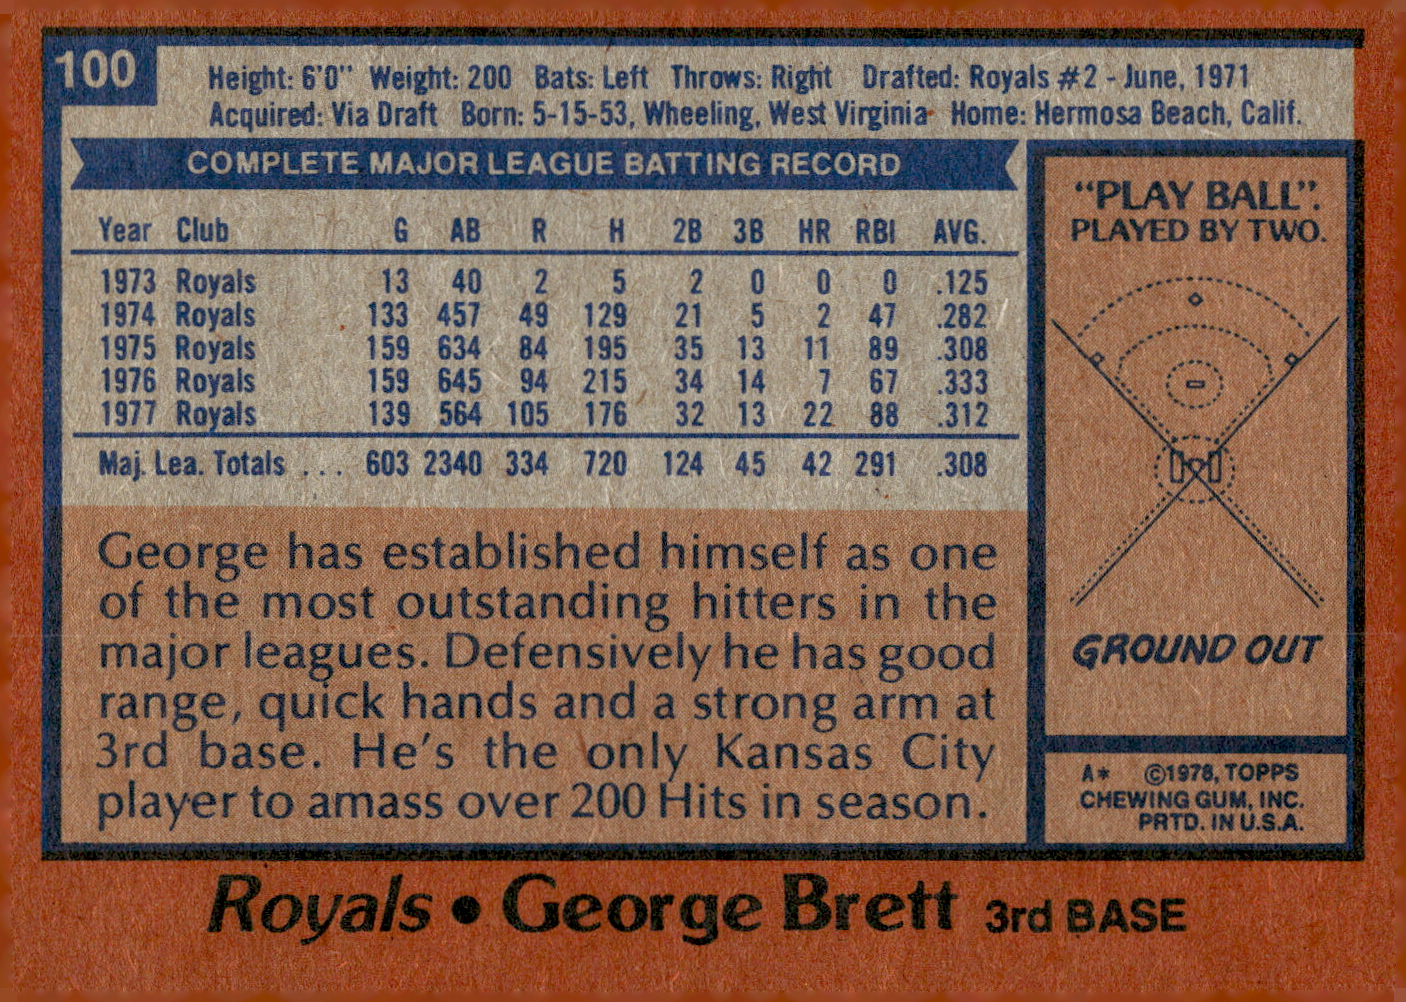 100
Height: 6'0" Weight: 200 Bats: Left Throws: Right Drafted: Royals #2 - June, 1971
Acquired: Via Draft Born: 5-15-53, Wheeling, West Virginia Home: Hermosa Beach, Calif.
COMPLETE MAJOR LEAGUE BATTING RECORD
Year Club G AB R H 2B 3B HR RBI AVG.
1973 Royals 13 40 2 5 2 0 0 0 .125
1974 Royals 133 457 49 129 21 5 2 47 .282
1975 Royals 159 634 84 195 35 13 11 89 .308
1976 Royals 159 645 94 215 34 14 7 67 .333
1977 Royals 139 564 105 176 32 13 22 88 .312
Maj. Lea. Totals ... 603 2340 334 720 124 45 42 291 .308
George has established himself as one
of the most outstanding hitters in the
major leagues. Defensively he has good
range, quick hands and a strong arm at
3rd base. He's the only Kansas City
player to amass over 200 Hits in season.
"PLAY BALL".
PLAYED BY TWO.
GROUND OUT
A* ©1978, TOPPS
CHEWING GUM, INC.
PRTD. IN U.S.A.
Royals • George Brett 3rd BASE